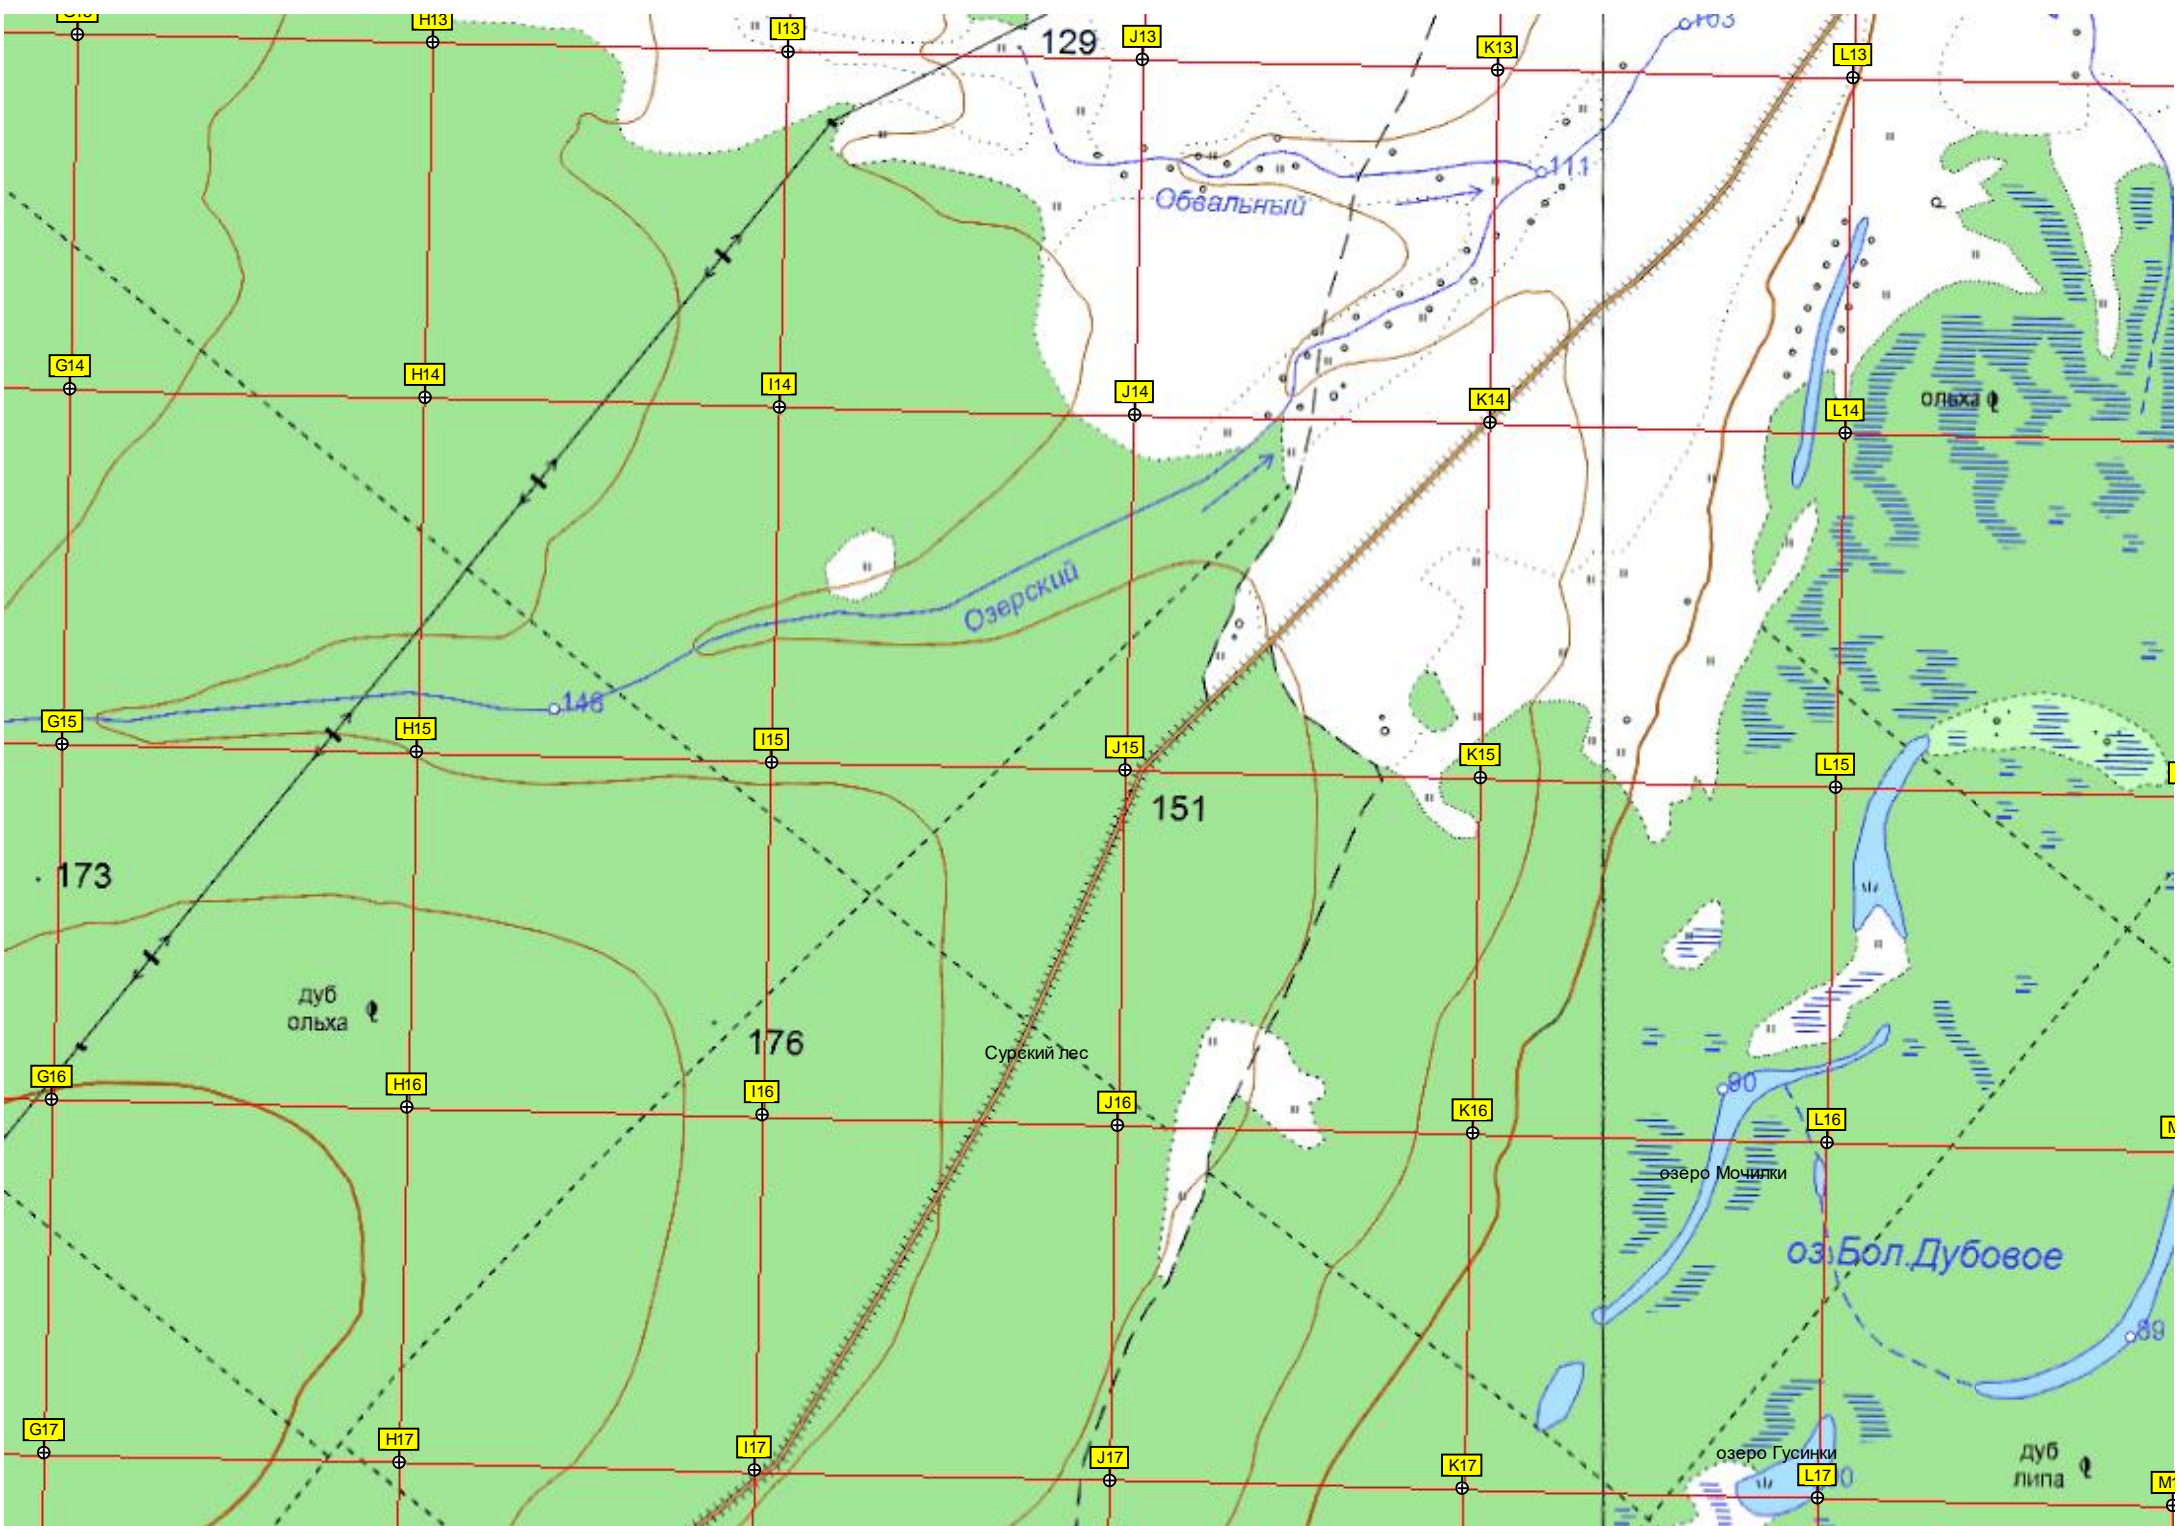 H13
I13
129
J13
K13
103
L13
111
Обвальный
G14
H14
I14
J14
K14
ольха
L14
Озерский
148
G15
H15
I15
J15
K15
L15
151
173
дуб
ольха
176
Сурский лес
G16
H16
I16
J16
K16
90
L16
озеро Мочилки
оз.Бол.Дубовое
89
G17
H17
I17
J17
K17
озеро Гусинки
L17
дуб
липа